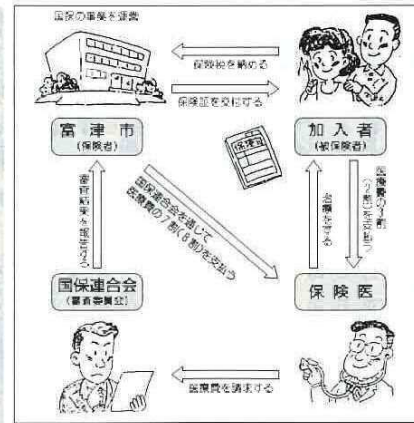 国保の事業を運営
保険税を納める
保険証を交付する
富津市
(保険者)
加入者
(被保険者)
保険証
審査結果を報告する
国保連合会を通じて
医療費の7割(8割)を支払う
治療をする
医療費の3割
を支払う
国保連合会
(審査委員会)
保険医
医療費を請求する